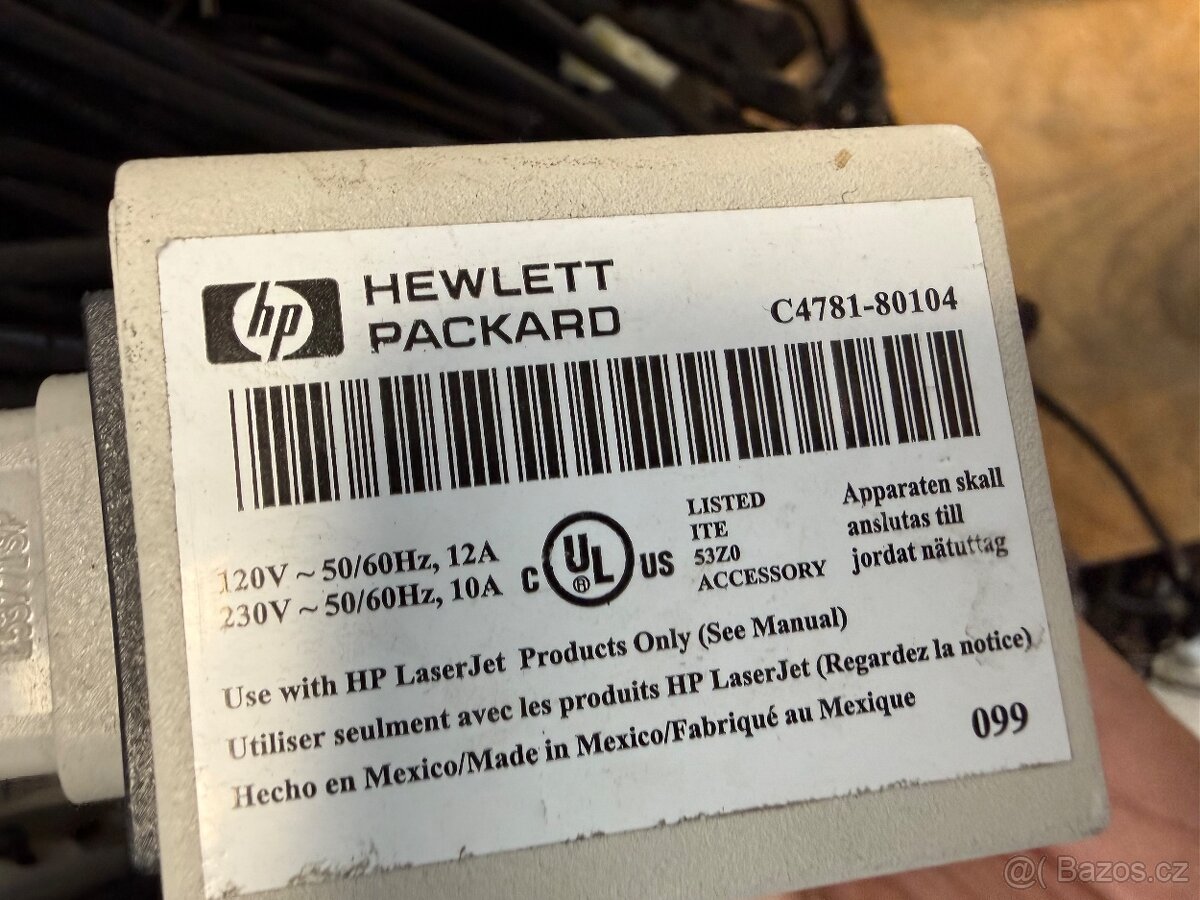 hp HEWLETT PACKARD
C4781-80104
120V ~ 50/60Hz, 12A
230V ~ 50/60Hz, 10A
C UL ® US
LISTED
ITE
53Z0
ACCESSORY
Apparaten skall
anslutas till
jordat nätuttag
Use with HP LaserJet Products Only (See Manual)
Utiliser seulment avec les produits HP LaserJet (Regardez la notice)
Hecho en Mexico/Made in Mexico/Fabriqué au Mexique
099
@( Bazos.cz